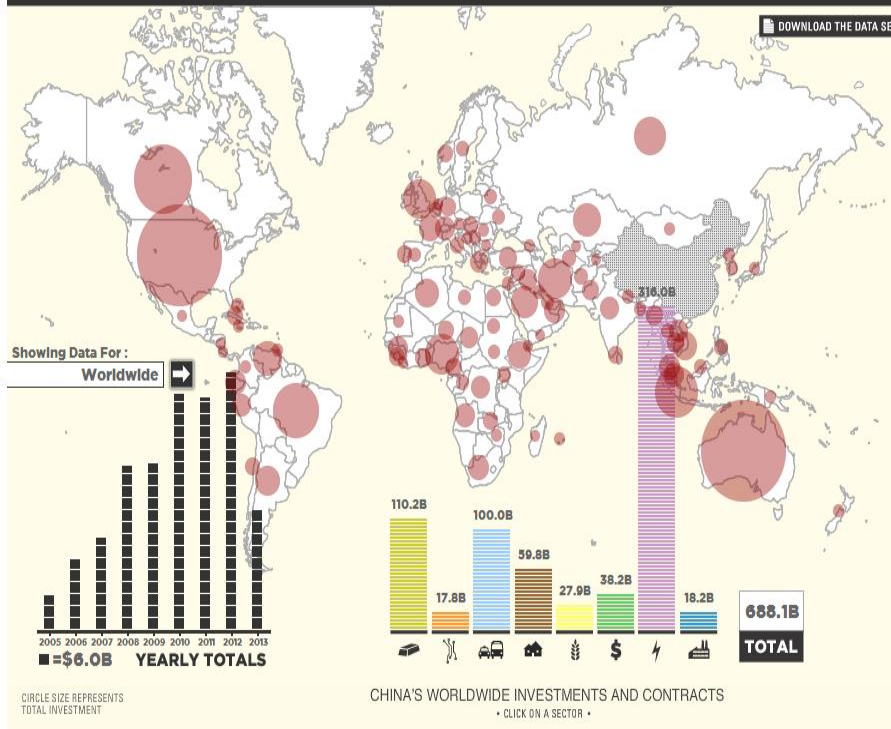 DOWNLOAD THE DATA SE
316.0B
Showing Data For :
Worldwide
110.2B
17.8B
100.0B
59.8B
27.9B
38.2B
18.2B
688.1B
TOTAL
2005 2006 2007 2008 2009 2010 2011 2012 2013
=$6.0B YEARLY TOTALS
$
CIRCLE SIZE REPRESENTS
TOTAL INVESTMENT
CHINA'S WORLDWIDE INVESTMENTS AND CONTRACTS
• CLICK ON A SECTOR •